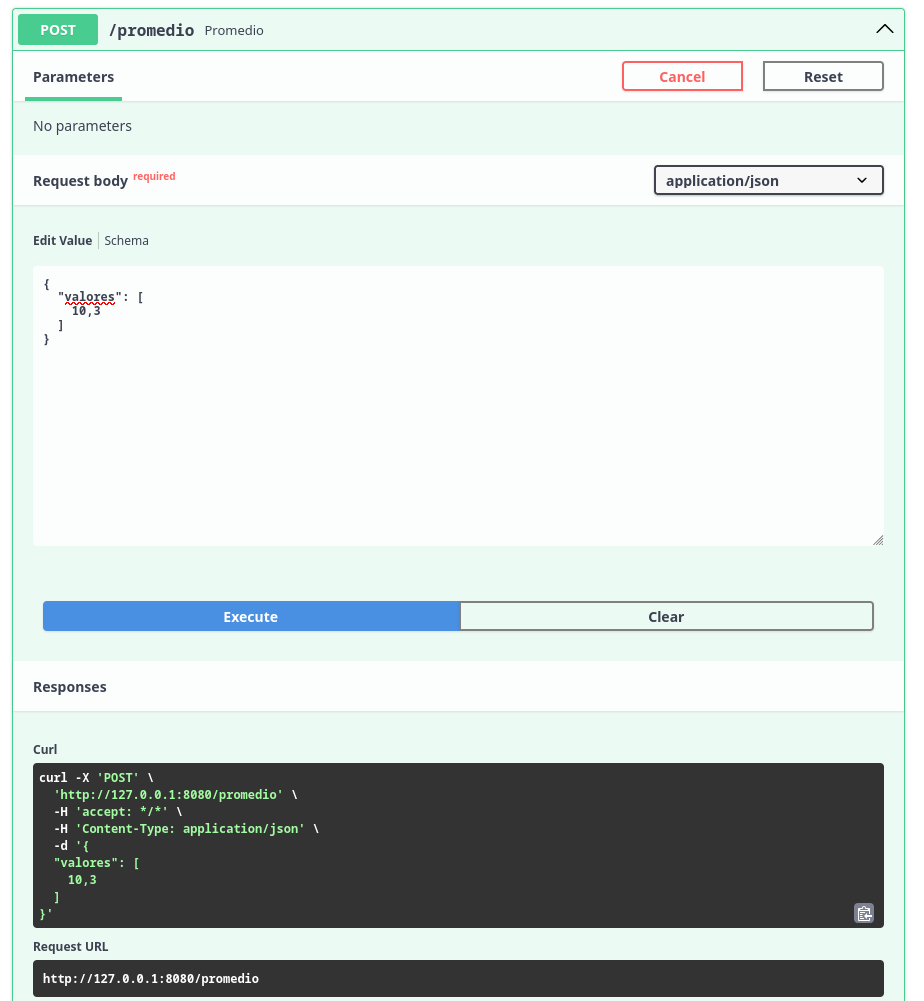 POST /promedio Promedio
Parameters
Cancel
Reset
No parameters
Request body required
application/json
Edit Value Schema
{
  "valores": [
    10,3
  ]
}
Execute
Clear
Responses
Curl
curl -X 'POST' \
  'http://127.0.0.1:8080/promedio' \
  -H 'accept: */*' \
  -H 'Content-Type: application/json' \
  -d '{
  "valores": [
    10,3
  ]
}'
Request URL
http://127.0.0.1:8080/promedio